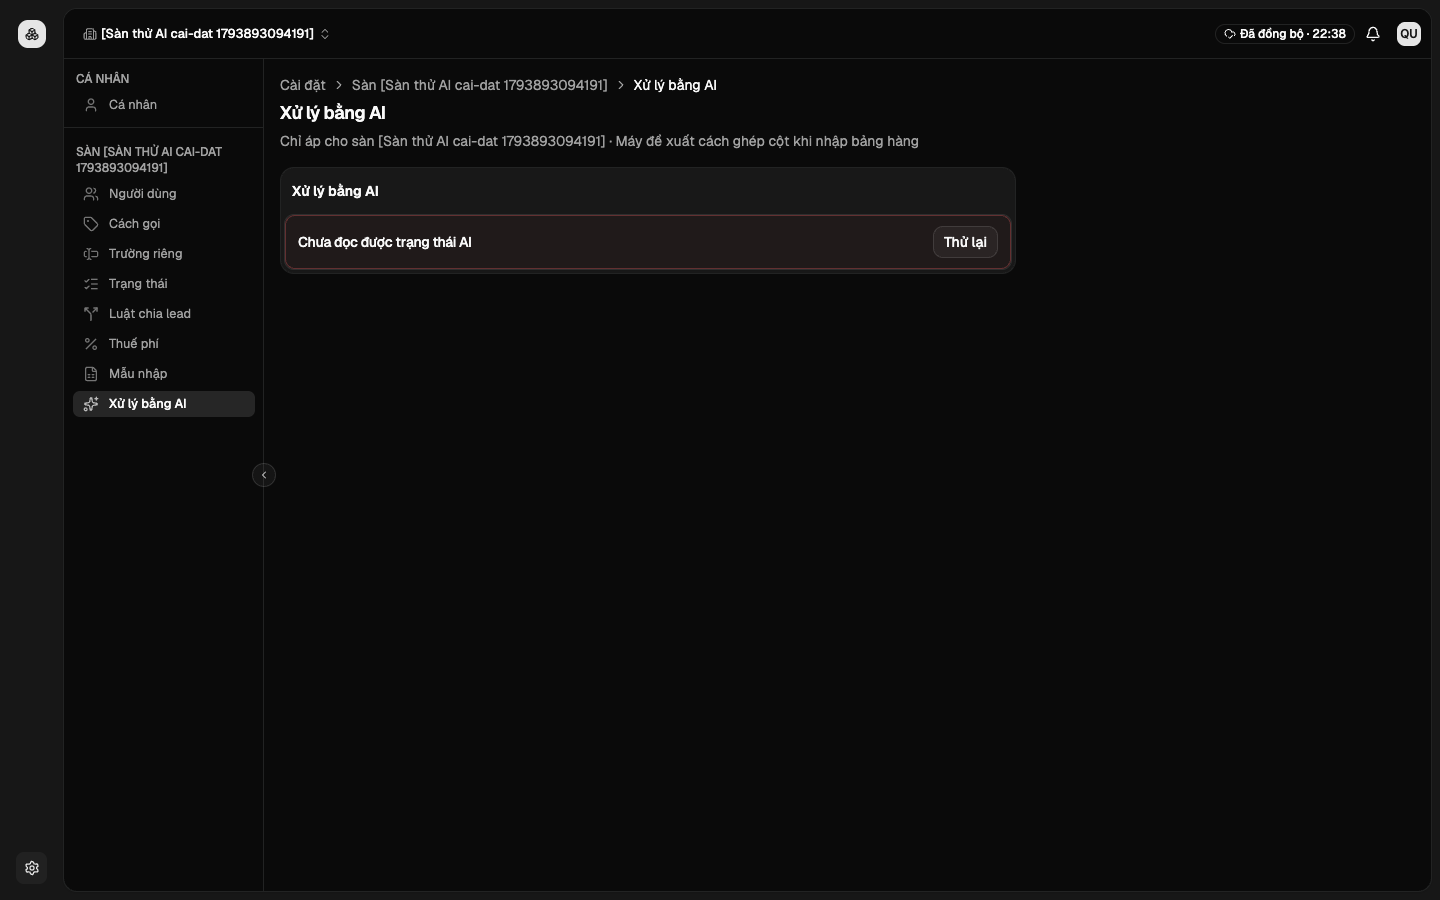 [Sàn thử AI cai-dat 1793893094191]
Đã đồng bộ · 22:38
QU
CÁ NHÂN
Cá nhân
SÀN [SÀN THỬ AI CAI-DAT
1793893094191]
Người dùng
Cách gọi
Trường riêng
Trạng thái
Luật chia lead
Thuế phí
Mẫu nhập
Xử lý bằng AI
Cài đặt > Sàn [Sàn thử AI cai-dat 1793893094191] > Xử lý bằng AI
Xử lý bằng AI
Chỉ áp cho sàn [Sàn thử AI cai-dat 1793893094191] · Máy đề xuất cách ghép cột khi nhập bảng hàng
Xử lý bằng AI
Chưa đọc được trạng thái AI
Thử lại